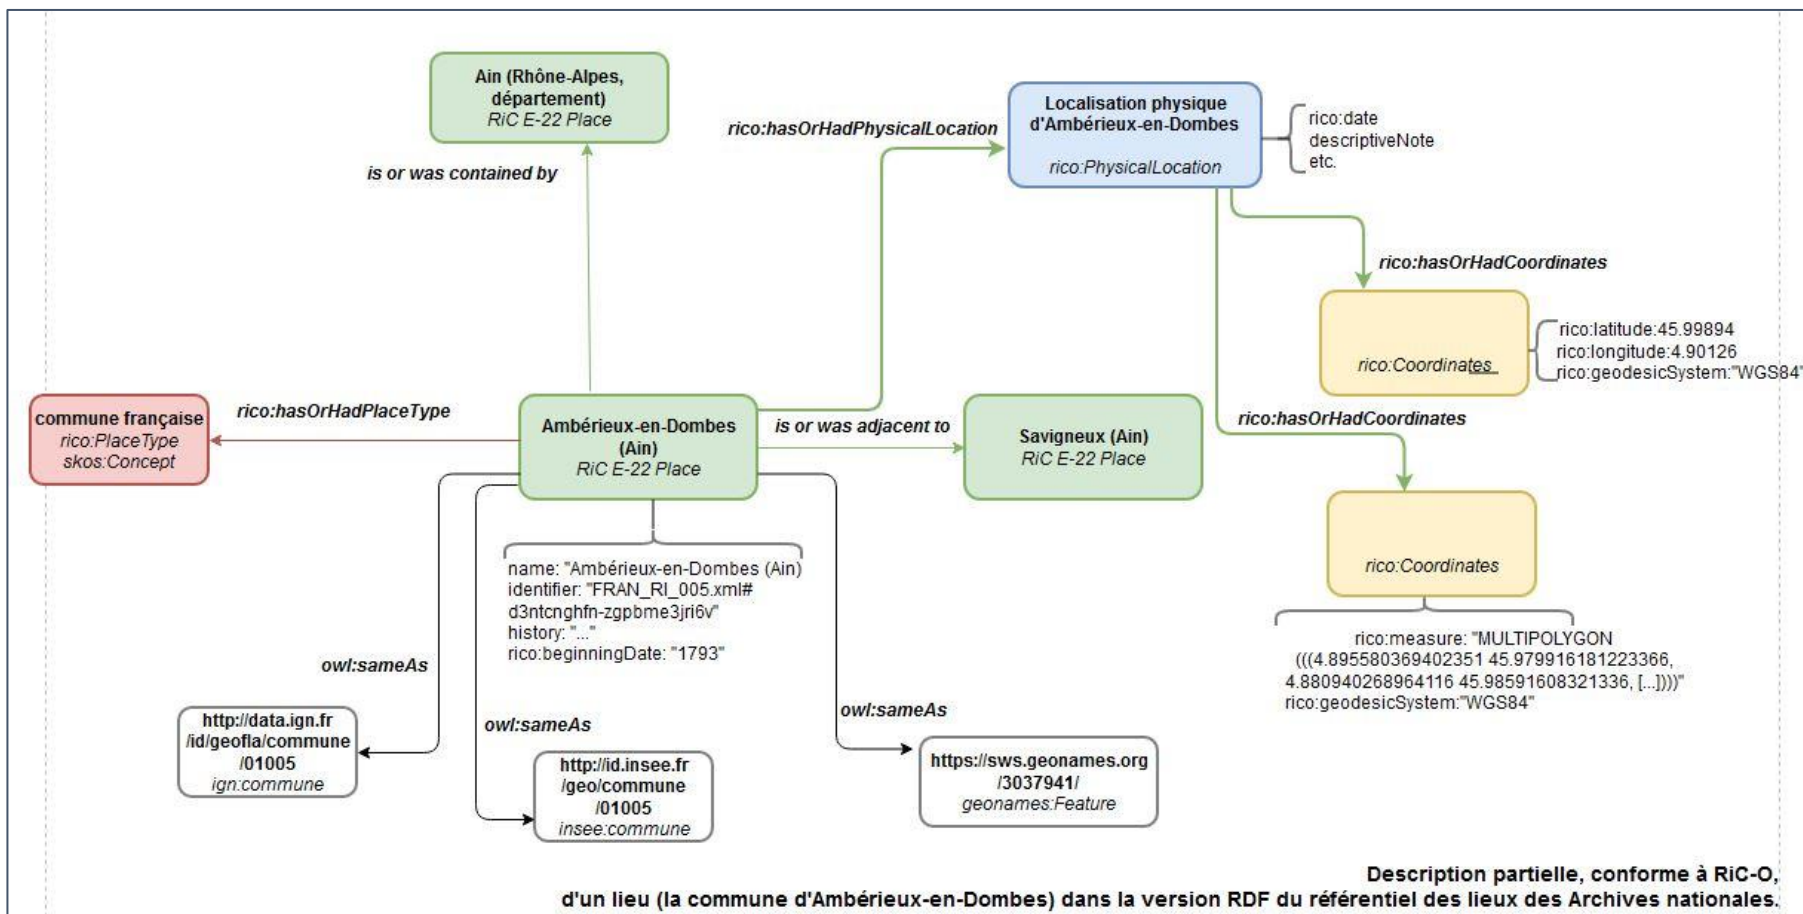 Ain (Rhône-Alpes,
département)
RiC E-22 Place
is or was contained by
rico:hasOrHadPhysicalLocation
Localisation physique
d'Ambérieux-en-Dombes
rico:PhysicalLocation
rico:date
descriptiveNote
etc.
rico:hasOrHadCoordinates
rico:Coordinates
rico:latitude:45.99894
rico:longitude:4.90126
rico:geodesicSystem:"WGS84"
commune française
rico:PlaceType
skos:Concept
rico:hasOrHadPlaceType
Ambérieux-en-Dombes
(Ain)
RiC E-22 Place
is or was adjacent to
Savigneux (Ain)
RiC E-22 Place
rico:hasOrHadCoordinates
rico:Coordinates
rico:measure: "MULTIPOLYGON
(((4.895580369402351 45.979916181223366,
4.880940268964116 45.98591608321336, [...])))"
rico:geodesicSystem:"WGS84"
name: "Ambérieux-en-Dombes (Ain)
identifier: "FRAN_RI_005.xml#
d3ntcnghfn-zgpbme3jri6v"
history: "..."
rico:beginningDate: "1793"
owl:sameAs
http://data.ign.fr
/id/geofla/commune
/01005
ign:commune
owl:sameAs
http://id.insee.fr
/geo/commune
/01005
insee:commune
owl:sameAs
https://sws.geonames.org
/3037941/
geonames:Feature
Description partielle, conforme à RiC-O,
d'un lieu (la commune d'Ambérieux-en-Dombes) dans la version RDF du référentiel des lieux des Archives nationales.